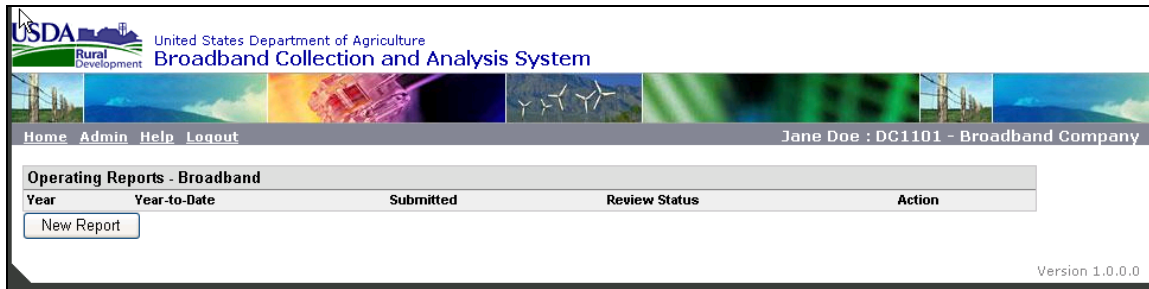 USDA
Rural
Development
United States Department of Agriculture
Broadband Collection and Analysis System
Home Admin Help Logout Jane Doe : DC1101 - Broadband Company
Operating Reports - Broadband
Year Year-to-Date Submitted Review Status Action
New Report
Version 1.0.0.0